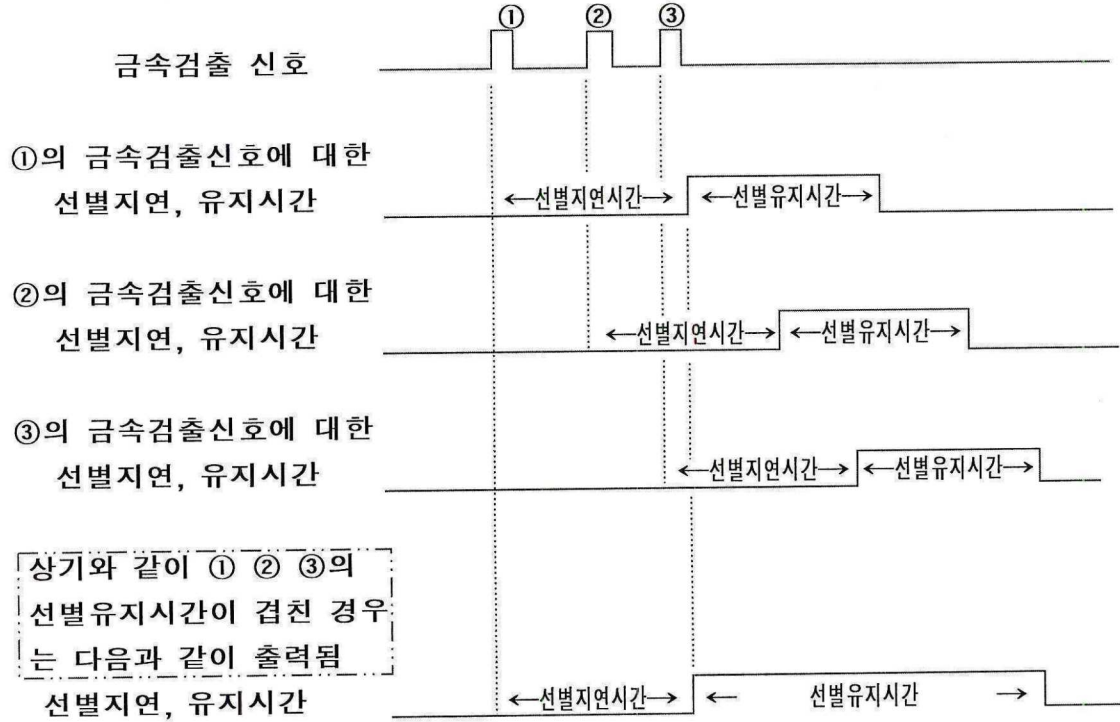 ① ② ③
금속검출 신호
①의 금속검출신호에 대한
선별지연, 유지시간
←선별지연시간→ ←선별유지시간→
②의 금속검출신호에 대한
선별지연, 유지시간
←선별지연시간→ ←선별유지시간→
③의 금속검출신호에 대한
선별지연, 유지시간
←선별지연시간→ ←선별유지시간→
상기와 같이 ① ② ③의
선별유지시간이 겹친 경우
는 다음과 같이 출력됨
선별지연, 유지시간
←선별지연시간→ ← 선별유지시간 →